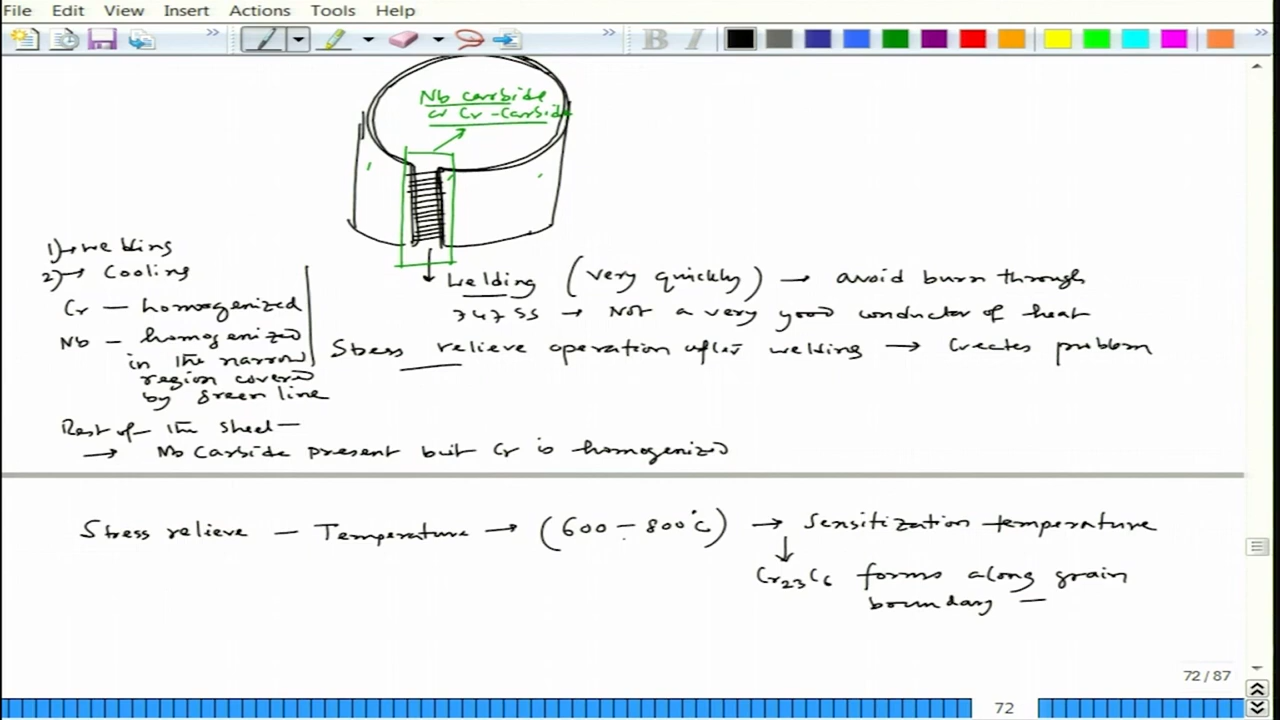 File Edit View Insert Actions Tools Help
B I
Nb carbide
or Cr-Carbide
1)→ welding
2)→ Cooling
Cr — homogenized
Nb — homogenized
in the narrow
region covered
by green line
welding (very quickly) → avoid burn through
347 SS → Not a very good conductor of heat
Stress relieve operation after welding → Creates problem
Rest of the sheet —
→ Nb Carbide present but Cr is homogenized
Stress relieve — Temperature → (600 – 800°C) → Sensitization temperature
Cr23C6 forms along grain
boundary —
72 / 87
72